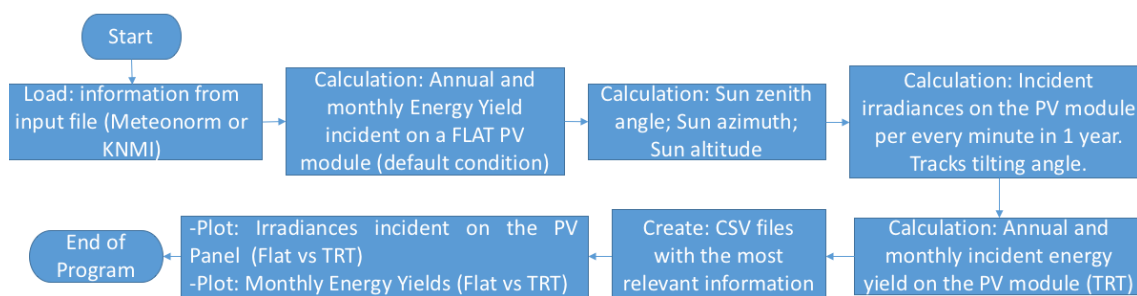 Start
Load: information from
input file (Meteonorm or
KNMI)
Calculation: Annual and
monthly Energy Yield
incident on a FLAT PV
module (default condition)
Calculation: Sun zenith
angle; Sun azimuth;
Sun altitude
Calculation: Incident
irradiances on the PV module
per every minute in 1 year.
Tracks tilting angle.
Calculation: Annual and
monthly incident energy
yield on the PV module (TRT)
Create: CSV files
with the most
relevant information
-Plot: Irradiances incident on the PV
Panel (Flat vs TRT)
-Plot: Monthly Energy Yields (Flat vs TRT)
End of
Program